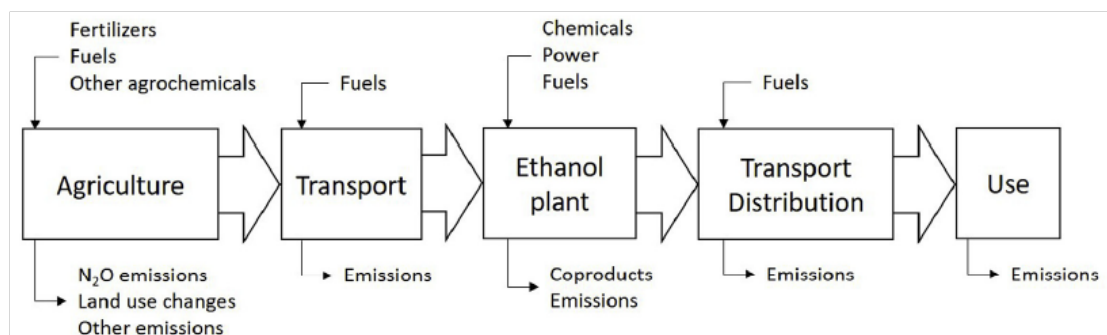 Fertilizers
Fuels
Other agrochemicals
Fuels
Chemicals
Power
Fuels
Fuels
Agriculture
Transport
Ethanol
plant
Transport
Distribution
Use
N₂O emissions
Land use changes
Other emissions
Emissions
Coproducts
Emissions
Emissions
Emissions